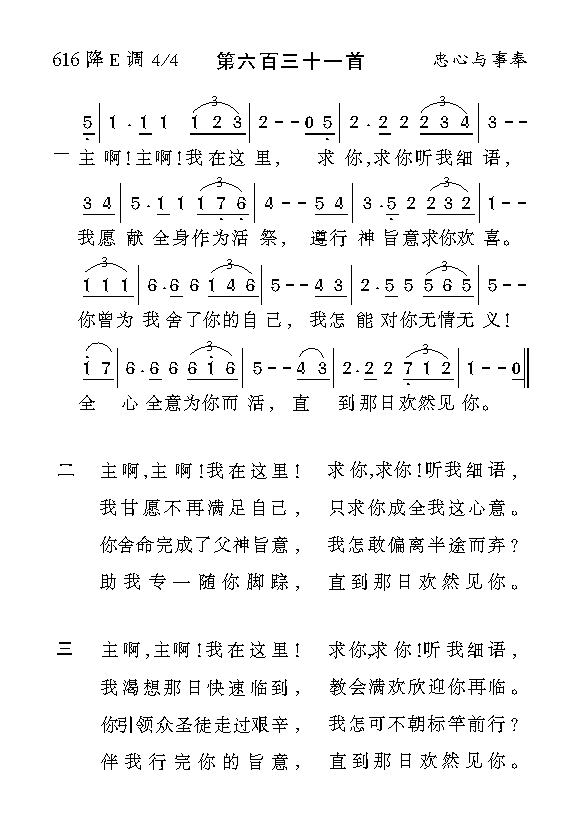 616 降 E 调 4/4 第六百三十一首 忠心与事奉
5 | 1 . 1 1 1 2 3 | 2 - - 0 5 | 2 . 2 2 2 3 4 | 3 - -
一 主 啊!主啊!我在这 里, 求 你,求你听我细 语,
3 4 | 5 . 1 1 1 7 6 | 4 - - 5 4 | 3 . 5 2 2 3 2 | 1 - -
我愿 献 全身作为活 祭, 遵行 神 旨意求你欢 喜。
1 1 1 | 6 . 6 6 1 4 6 | 5 - - 4 3 | 2 . 5 5 5 6 5 | 5 - -
你曾为 我 舍了你的自 己, 我怎 能 对你无情无 义!
1 7 | 6 . 6 6 6 1 6 | 5 - - 4 3 | 2 . 2 2 7 1 2 | 1 - - 0
全 心 全意为你而 活, 直 到 那日欢然见 你。
二 主啊,主啊!我在这里! 求你,求你!听我细语,
我甘愿不再满足自己, 只求你成全我这心意。
你舍命完成了父神旨意, 我怎敢偏离半途而弃?
助我专一随你脚踪, 直到那日欢然见你。
三 主啊,主啊!我在这里! 求你,求你!听我细语,
我渴想那日快速临到, 教会满欢欣迎你再临。
你引领众圣徒走过艰辛, 我怎可不朝标竿前行?
伴我行完你的旨意, 直到那日欢然见你。